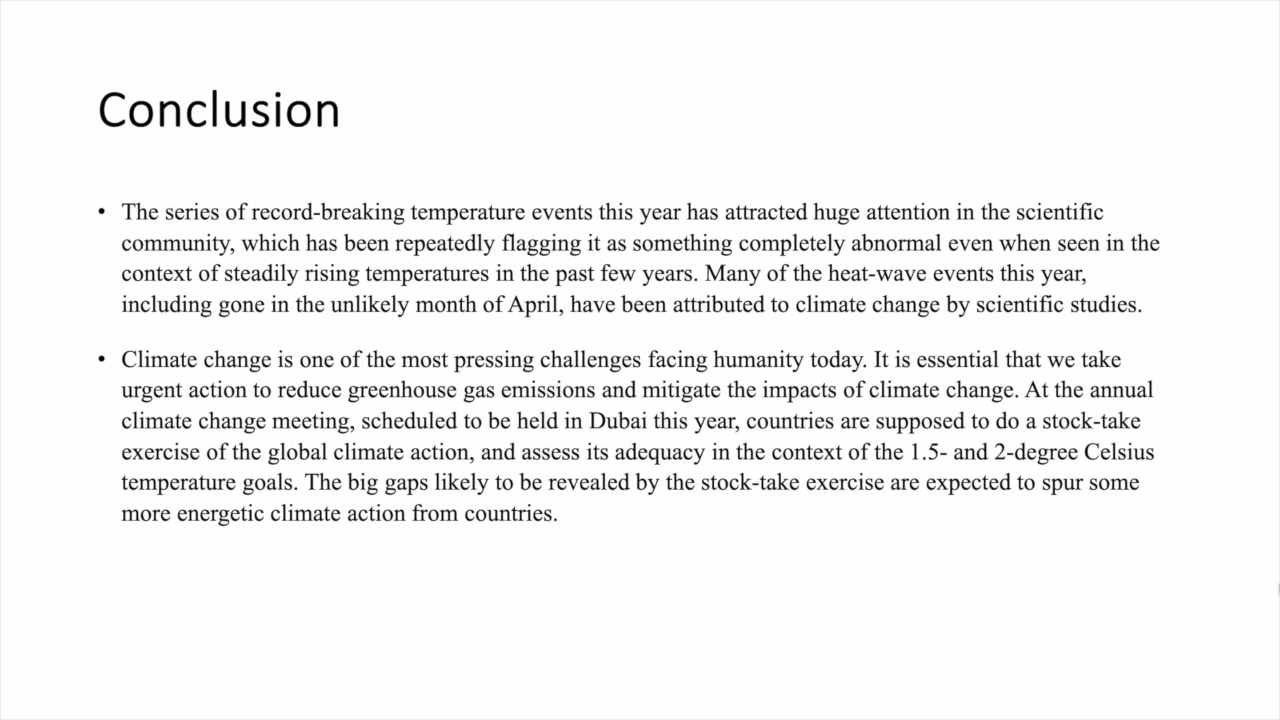 Conclusion
• The series of record-breaking temperature events this year has attracted huge attention in the scientific
community, which has been repeatedly flagging it as something completely abnormal even when seen in the
context of steadily rising temperatures in the past few years. Many of the heat-wave events this year,
including gone in the unlikely month of April, have been attributed to climate change by scientific studies.
• Climate change is one of the most pressing challenges facing humanity today. It is essential that we take
urgent action to reduce greenhouse gas emissions and mitigate the impacts of climate change. At the annual
climate change meeting, scheduled to be held in Dubai this year, countries are supposed to do a stock-take
exercise of the global climate action, and assess its adequacy in the context of the 1.5- and 2-degree Celsius
temperature goals. The big gaps likely to be revealed by the stock-take exercise are expected to spur some
more energetic climate action from countries.